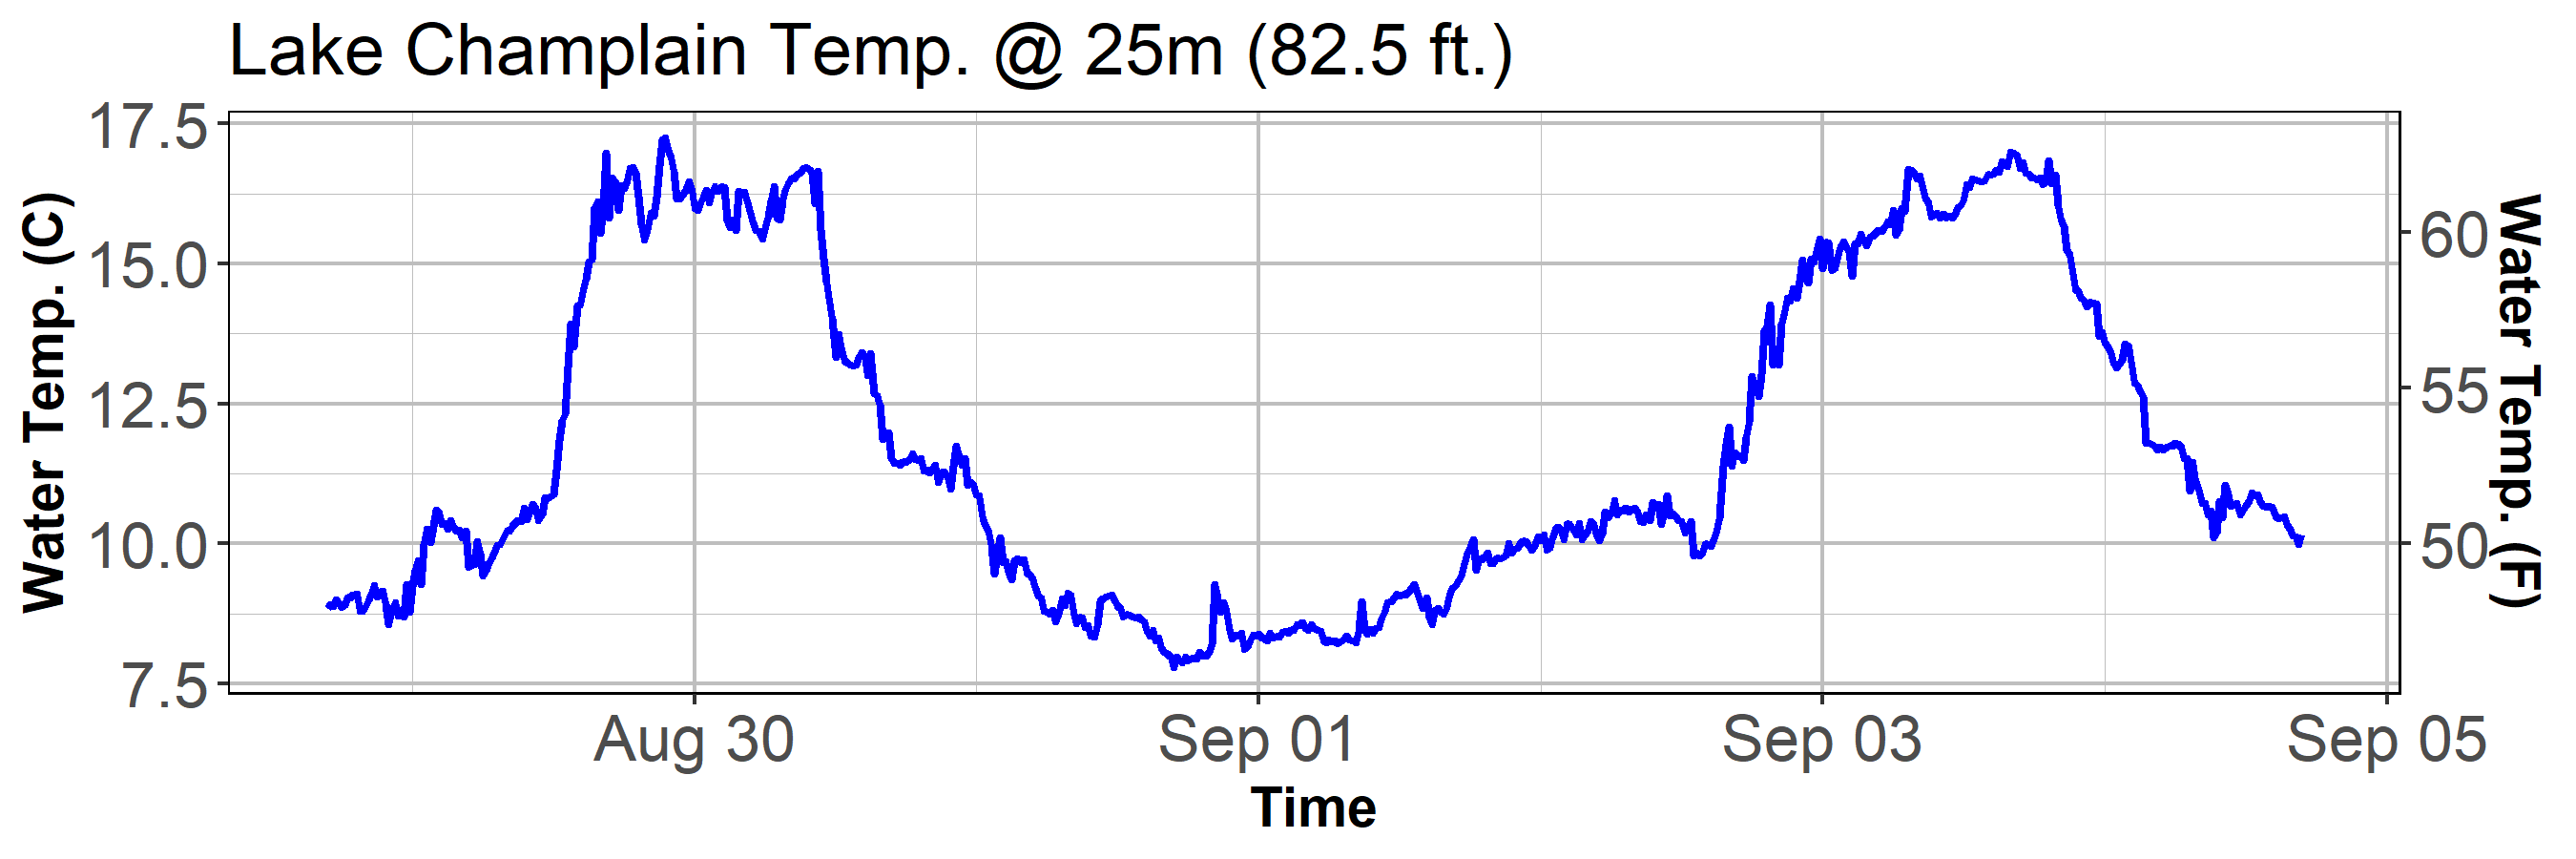 Lake Champlain Temp. @ 25m (82.5 ft.)
Water Temp. (C)
17.5
15.0
12.5
10.0
7.5
60
55
50
Water Temp. (F)
Aug 30
Sep 01
Sep 03
Sep 05
Time